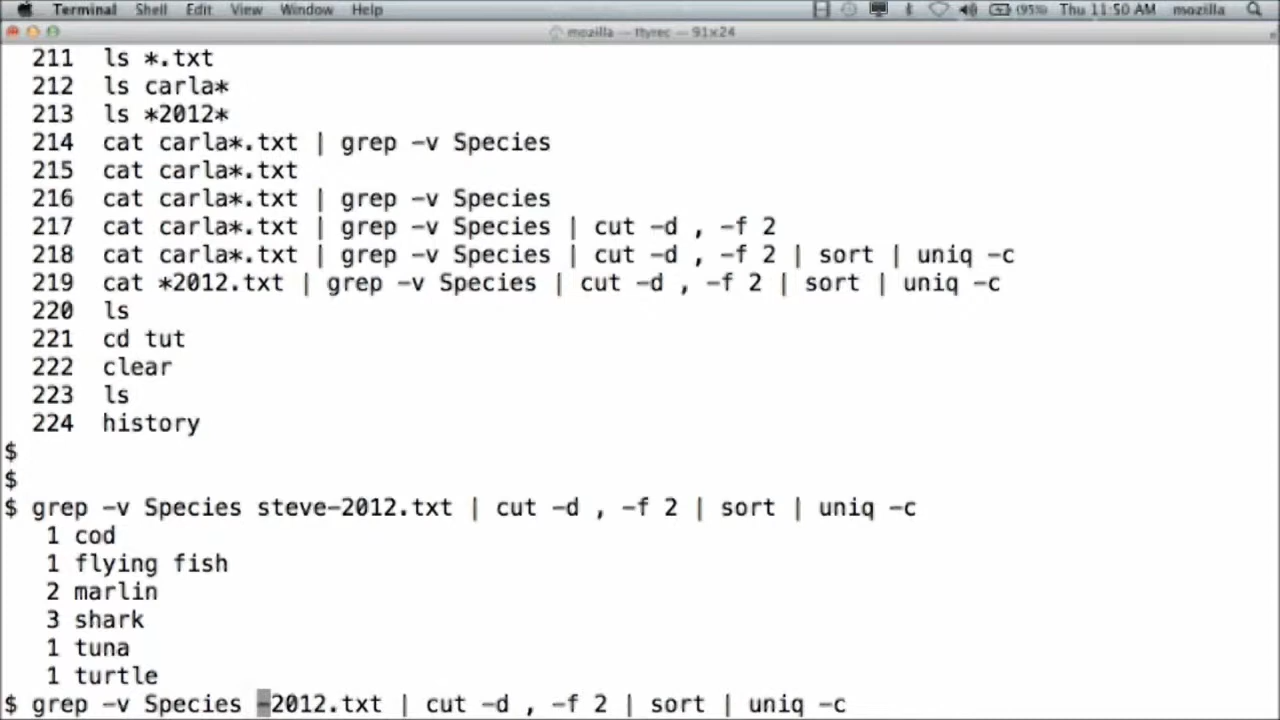 Terminal Shell Edit View Window Help (95%) Thu 11:50 AM mozilla
mozilla — ttyrec — 91×24
211 ls *.txt
212 ls carla*
213 ls *2012*
214 cat carla*.txt | grep -v Species
215 cat carla*.txt
216 cat carla*.txt | grep -v Species
217 cat carla*.txt | grep -v Species | cut -d , -f 2
218 cat carla*.txt | grep -v Species | cut -d , -f 2 | sort | uniq -c
219 cat *2012.txt | grep -v Species | cut -d , -f 2 | sort | uniq -c
220 ls
221 cd tut
222 clear
223 ls
224 history
$
$
$ grep -v Species steve-2012.txt | cut -d , -f 2 | sort | uniq -c
1 cod
1 flying fish
2 marlin
3 shark
1 tuna
1 turtle
$ grep -v Species -2012.txt | cut -d , -f 2 | sort | uniq -c